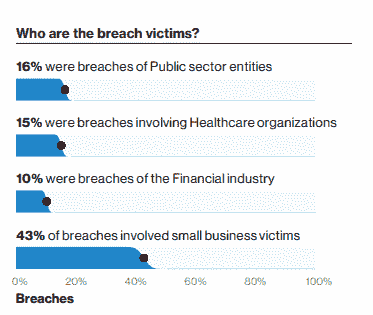 Who are the breach victims?
16% were breaches of Public sector entities
15% were breaches involving Healthcare organizations
10% were breaches of the Financial industry
43% of breaches involved small business victims
0% 20% 40% 60% 80% 100%
Breaches